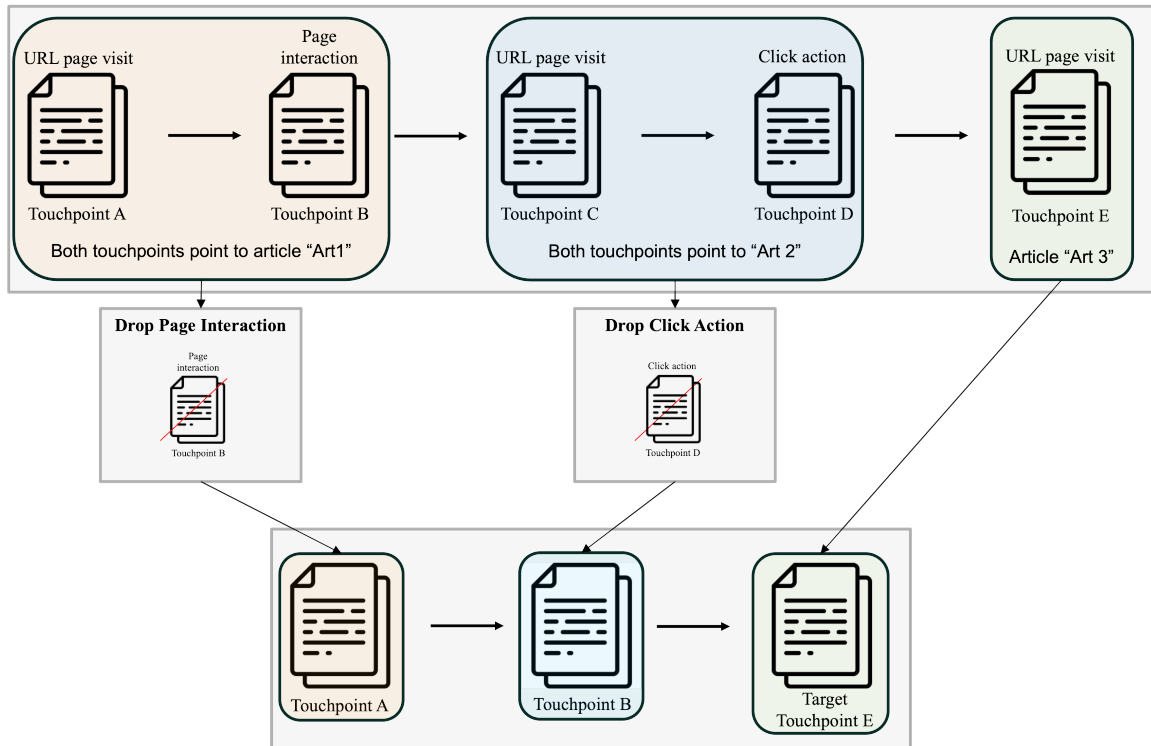 URL page visit
Page
interaction
URL page visit
Click action
URL page visit
Touchpoint A
Touchpoint B
Touchpoint C
Touchpoint D
Touchpoint E
Both touchpoints point to article “Art1”
Both touchpoints point to “Art 2”
Article “Art 3”
Drop Page Interaction
Page
interaction
Touchpoint B
Drop Click Action
Click action
Touchpoint D
Touchpoint A
Touchpoint B
Target
Touchpoint E